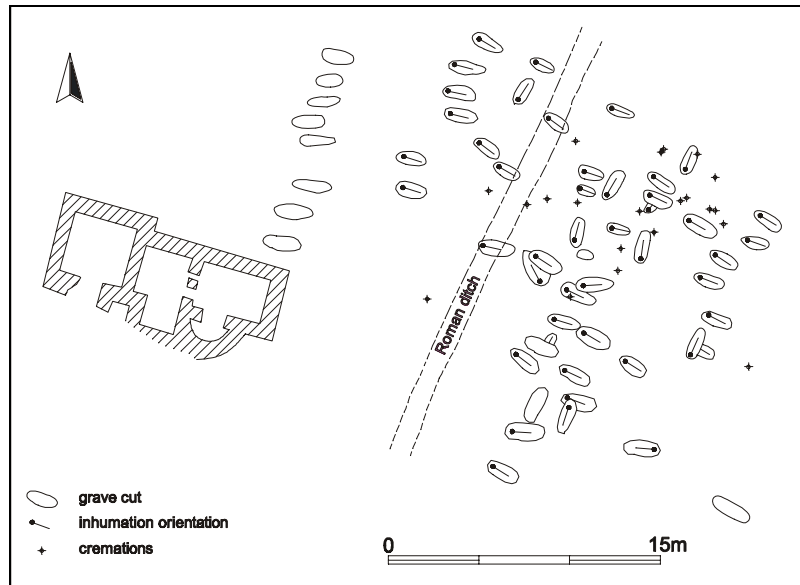 Roman ditch
grave cut
inhumation orientation
cremations
0 15m